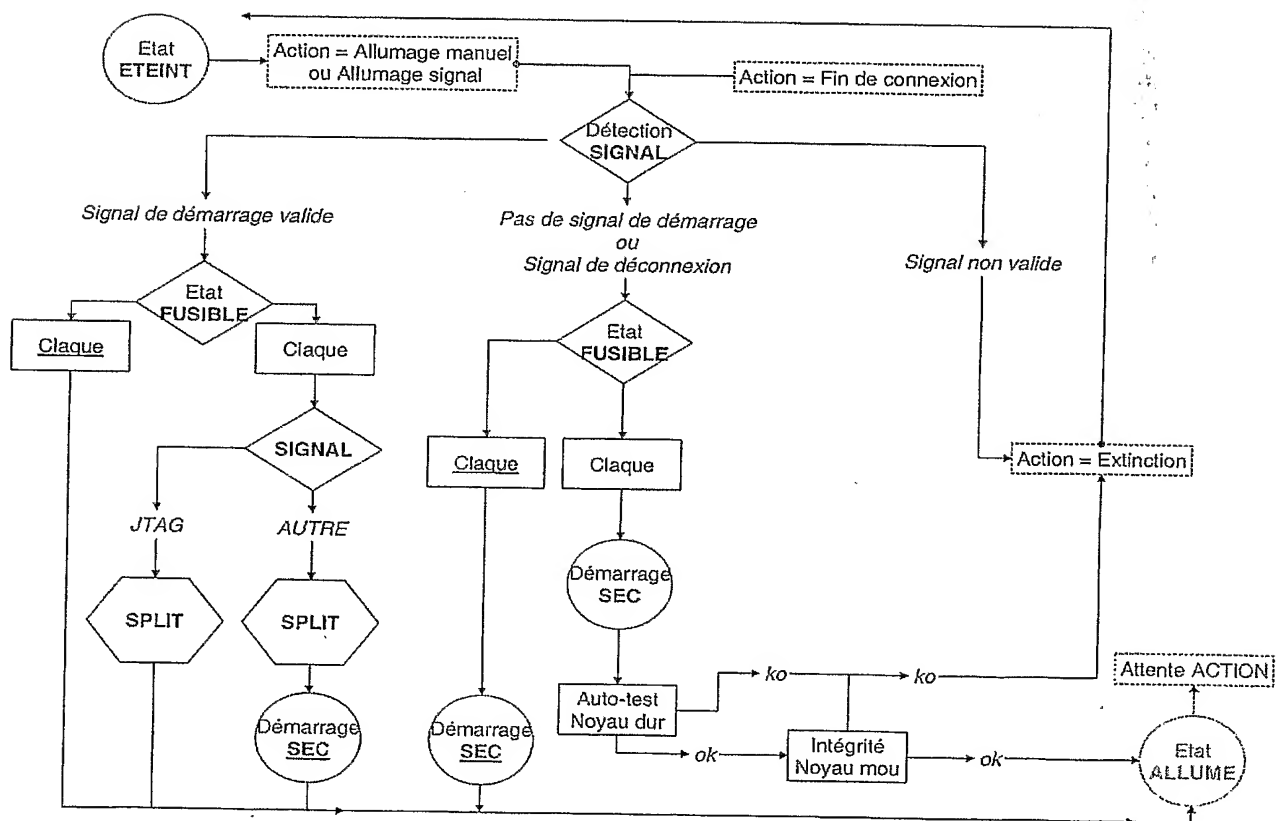 Etat
ETEINT
Action = Allumage manuel
ou Allumage signal
Action = Fin de connexion
Détection
SIGNAL
Signal de démarrage valide
Pas de signal de démarrage
ou
Signal de déconnexion
Signal non valide
Etat
FUSIBLE
Claque
Claque
Etat
FUSIBLE
SIGNAL
Claque
Claque
Action = Extinction
JTAG
AUTRE
SPLIT
SPLIT
Démarrage
SEC
Auto-test
Noyau dur
ko
ko
Attente ACTION
Démarrage
SEC
Démarrage
SEC
ok
Intégrité
Noyau mou
ok
Etat
ALLUME